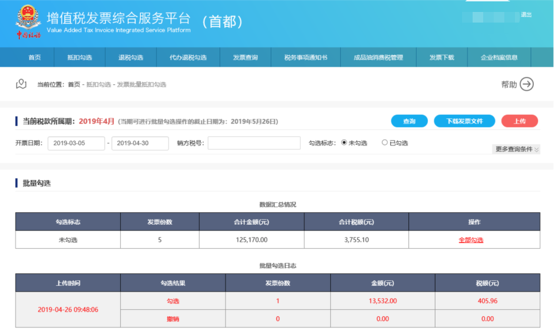 增值税发票综合服务平台 （首都）
Value Added Tax Invoice Integrated Service Platform
退出
首页 抵扣勾选 退税勾选 代办退税勾选 发票查询 税务事项通知书 成品油消费税管理 发票下载 企业档案信息
当前位置：首页 - 抵扣勾选 - 发票批量抵扣勾选 帮助
当前税款所属期：2019年4月 (当期可进行批量勾选操作的截止日期为：2019年5月26日) 查询 下载发票文件 上传
开票日期： 2019-03-05 - 2019-04-30 销方税号： 勾选标志： 未勾选 已勾选
更多查询条件
批量勾选
数据汇总情况
勾选标志 发票份数 合计金额(元) 合计税额(元) 操作
未勾选 5 125,170.00 3,755.10 全部勾选
批量勾选日志
上传时间 勾选结果 发票份数 金额(元) 税额(元)
2019-04-26 09:48:06 勾选 1 13,532.00 405.96
撤销 0 0.00 0.00